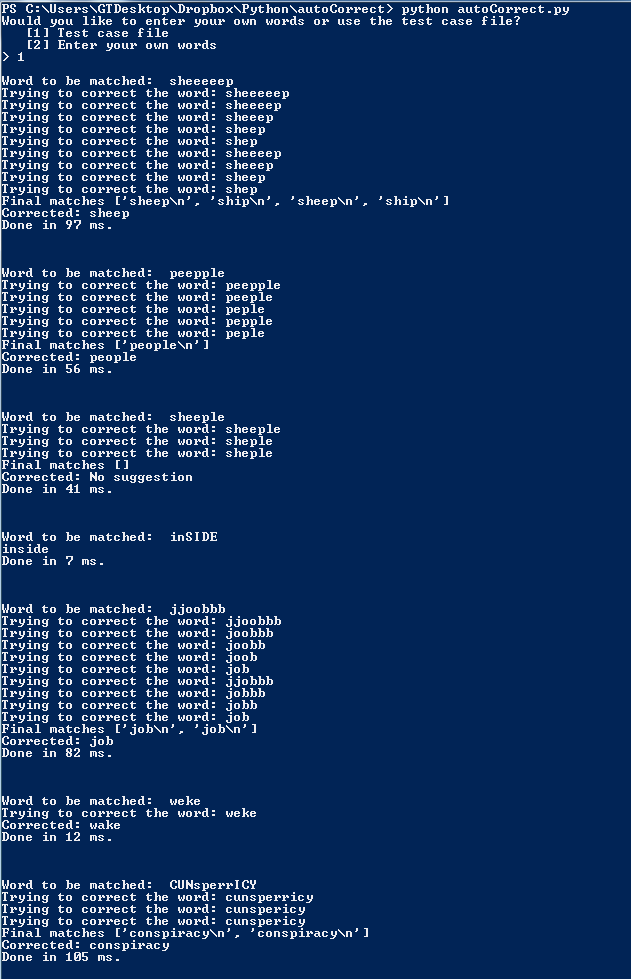 PS C:\Users\GTDesktop\Dropbox\Python\autoCorrect> python autoCorrect.py
Would you like to enter your own words or use the test case file?
   [1] Test case file
   [2] Enter your own words
> 1
Word to be matched:  sheeeeep
Trying to correct the word: sheeeeep
Trying to correct the word: sheeeep
Trying to correct the word: sheeep
Trying to correct the word: sheep
Trying to correct the word: shep
Trying to correct the word: sheeeep
Trying to correct the word: sheeep
Trying to correct the word: sheep
Trying to correct the word: shep
Final matches ['sheep\n', 'ship\n', 'sheep\n', 'ship\n']
Corrected: sheep
Done in 97 ms.
Word to be matched:  peepple
Trying to correct the word: peepple
Trying to correct the word: peeple
Trying to correct the word: peple
Trying to correct the word: pepple
Trying to correct the word: peple
Final matches ['people\n']
Corrected: people
Done in 56 ms.
Word to be matched:  sheeple
Trying to correct the word: sheeple
Trying to correct the word: sheple
Trying to correct the word: sheple
Final matches []
Corrected: No suggestion
Done in 41 ms.
Word to be matched:  inSIDE
inside
Done in 7 ms.
Word to be matched:  jjoobbb
Trying to correct the word: jjoobbb
Trying to correct the word: joobbb
Trying to correct the word: joobb
Trying to correct the word: joob
Trying to correct the word: job
Trying to correct the word: jjobbb
Trying to correct the word: jobbb
Trying to correct the word: jobb
Trying to correct the word: job
Final matches ['job\n', 'job\n']
Corrected: job
Done in 82 ms.
Word to be matched:  weke
Trying to correct the word: weke
Corrected: wake
Done in 12 ms.
Word to be matched:  CUNsperrICY
Trying to correct the word: cunsperricy
Trying to correct the word: cunspericy
Trying to correct the word: cunspericy
Final matches ['conspiracy\n', 'conspiracy\n']
Corrected: conspiracy
Done in 105 ms.